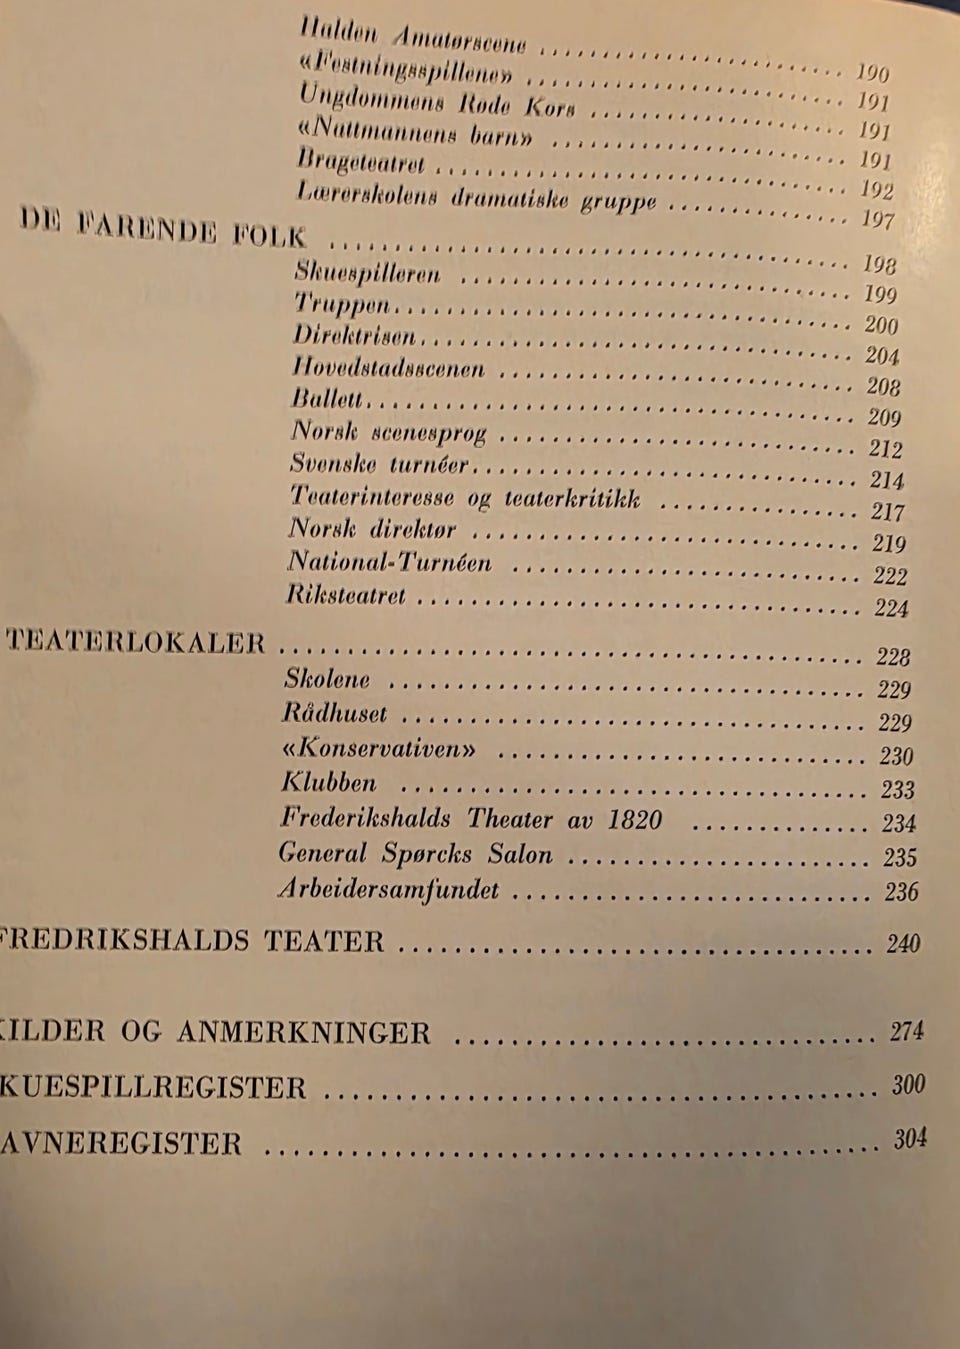 Halden Amatørscene ........................ 190
«Festningsspillene» ........................ 191
Ungdommens Røde Kors ........................ 191
«Nattmannens barn» ........................ 191
Brageteatret ........................ 192
Lærerskolens dramatiske gruppe ................ 197
DE FARENDE FOLK ........................ 198
Skuespilleren ........................ 199
Truppen ........................ 200
Direktrisen ........................ 204
Hovedstadsscenen ........................ 208
Ballett ........................ 209
Norsk scenesprog ........................ 212
Svenske turnéer ........................ 214
Teaterinteresse og teaterkritikk ................ 217
Norsk direktør ........................ 219
National-Turnéen ........................ 222
Riksteatret ........................ 224
TEATERLOKALER ........................ 228
Skolene ........................ 229
Rådhuset ........................ 229
«Konservativen» ........................ 230
Klubben ........................ 233
Frederikshalds Theater av 1820 ............... 234
General Spørcks Salon ........................ 235
Arbeidersamfundet ........................ 236
FREDRIKSHALDS TEATER ........................ 240
KILDER OG ANMERKNINGER ........................ 274
KUESPILLREGISTER ........................ 300
AVNEREGISTER ........................ 304